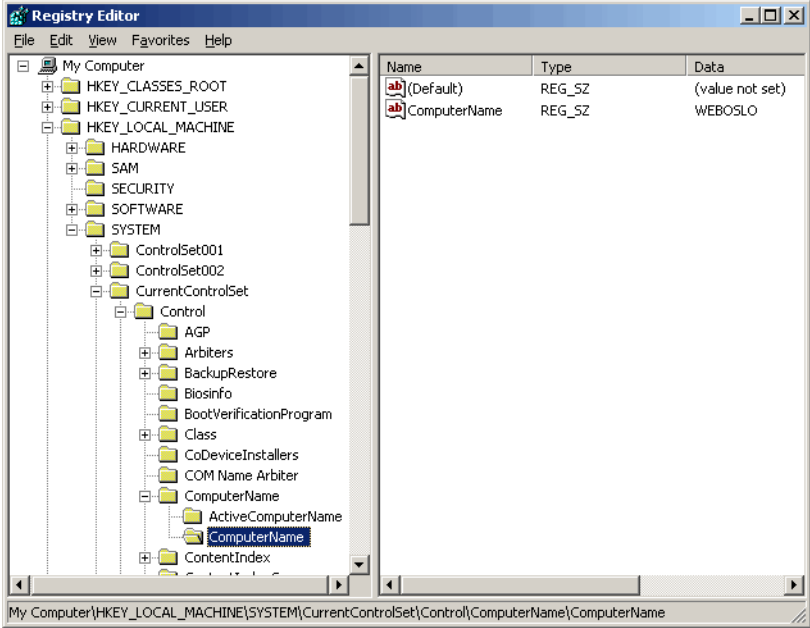 Registry Editor
File Edit View Favorites Help
My Computer
HKEY_CLASSES_ROOT
HKEY_CURRENT_USER
HKEY_LOCAL_MACHINE
HARDWARE
SAM
SECURITY
SOFTWARE
SYSTEM
ControlSet001
ControlSet002
CurrentControlSet
Control
AGP
Arbiters
BackupRestore
Biosinfo
BootVerificationProgram
Class
CoDeviceInstallers
COM Name Arbiter
ComputerName
ActiveComputerName
ComputerName
ContentIndex
Name Type Data
ab (Default) REG_SZ (value not set)
ab ComputerName REG_SZ WEBOSLO
My Computer\HKEY_LOCAL_MACHINE\SYSTEM\CurrentControlSet\Control\ComputerName\ComputerName